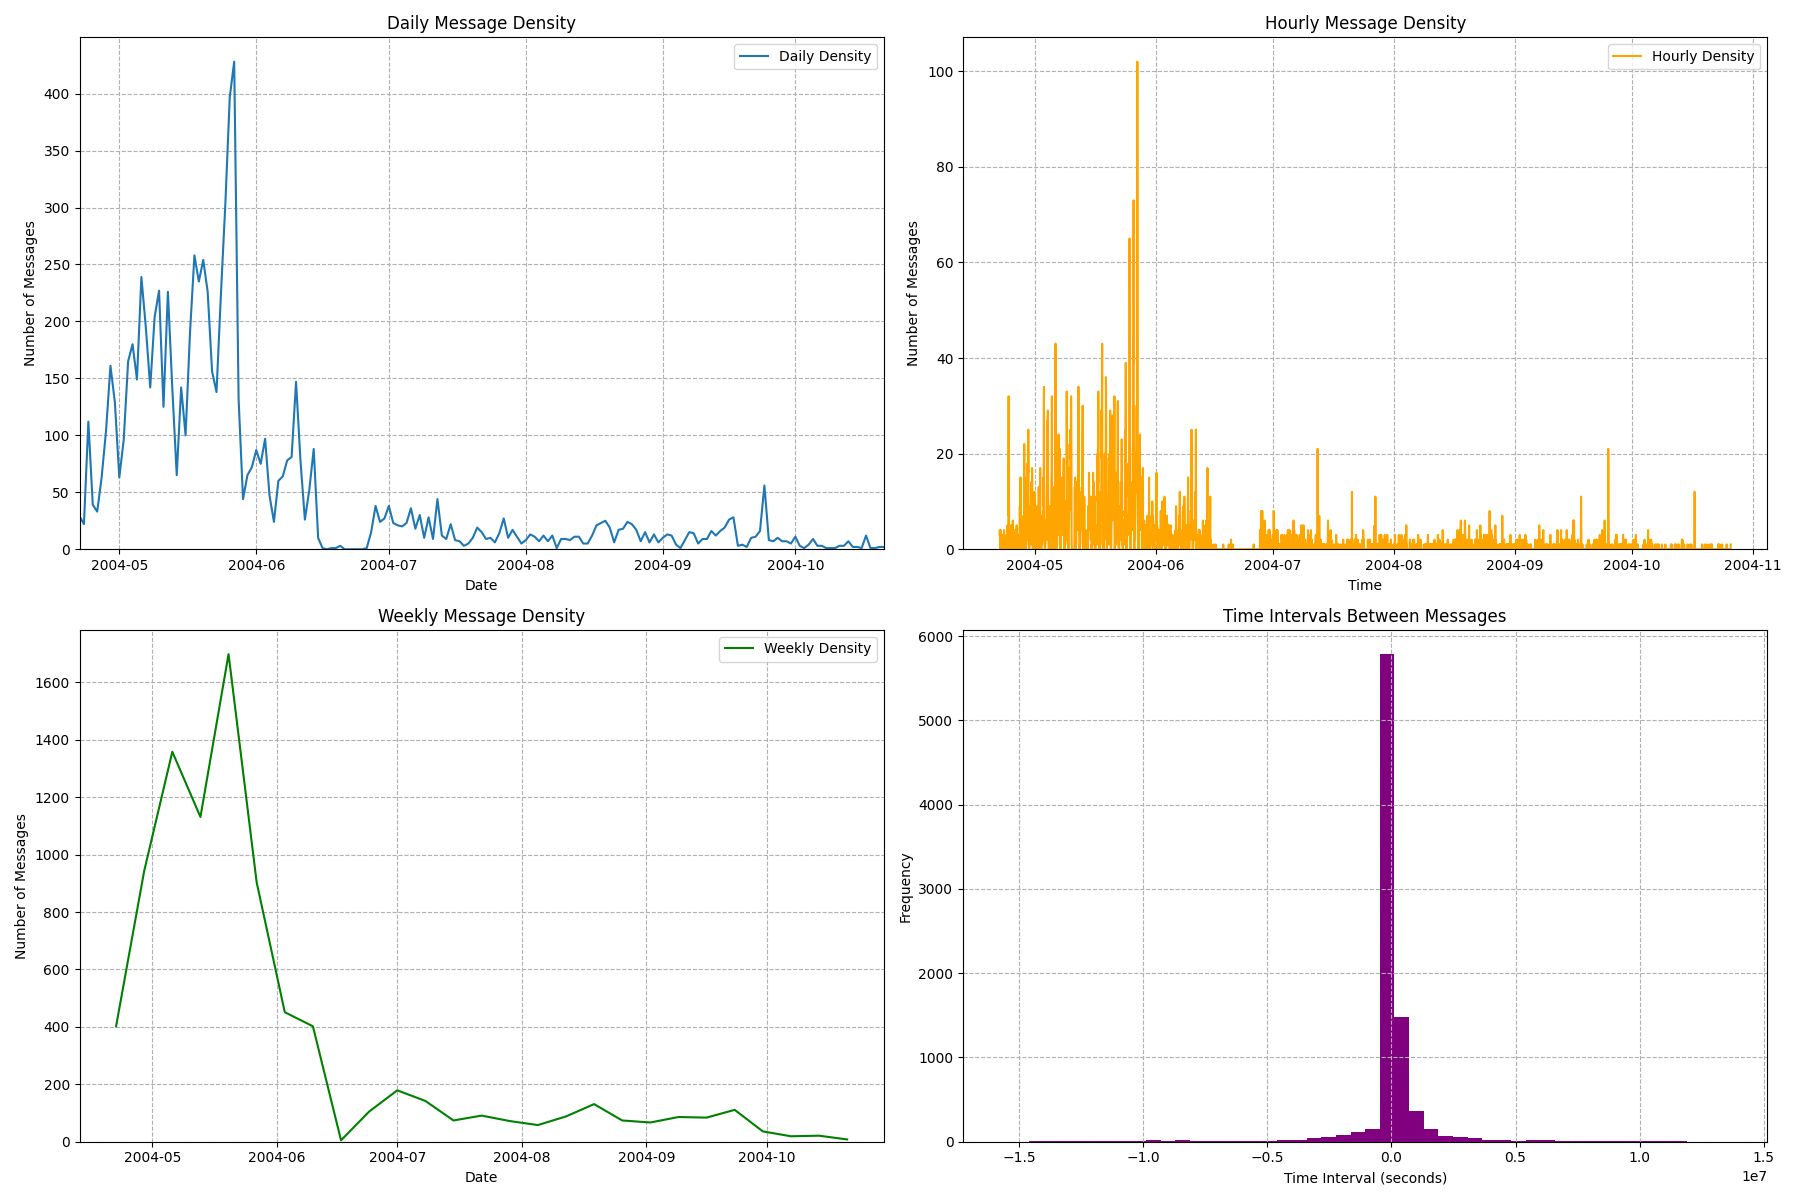 Daily Message Density
Daily Density
Number of Messages
400
350
300
250
200
150
100
50
0
2004-05 2004-06 2004-07 2004-08 2004-09 2004-10
Date
Hourly Message Density
Hourly Density
Number of Messages
100
80
60
40
20
0
2004-05 2004-06 2004-07 2004-08 2004-09 2004-10 2004-11
Time
Weekly Message Density
Weekly Density
Number of Messages
1600
1400
1200
1000
800
600
400
200
0
2004-05 2004-06 2004-07 2004-08 2004-09 2004-10
Date
Time Intervals Between Messages
Frequency
6000
5000
4000
3000
2000
1000
0
−1.5 −1.0 −0.5 0.0 0.5 1.0 1.5
1e7
Time Interval (seconds)